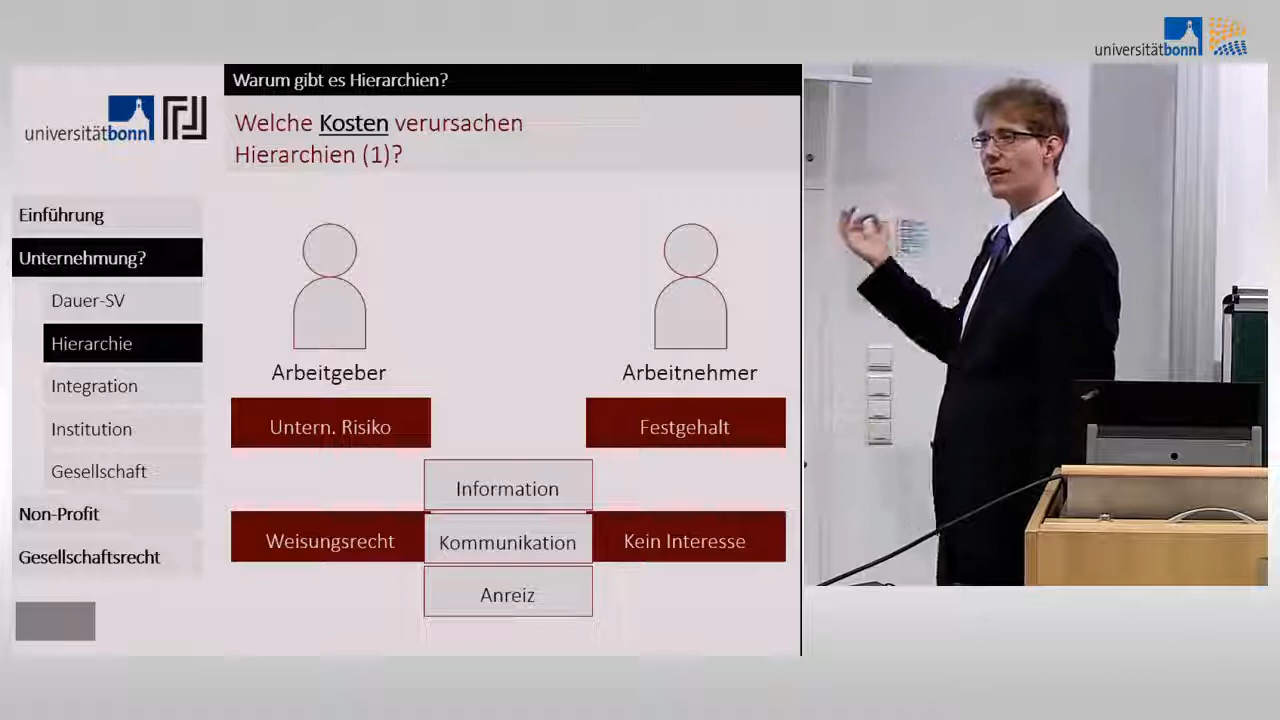 universitätbonn
universitätbonn
Einführung
Unternehmung?
Dauer-SV
Hierarchie
Integration
Institution
Gesellschaft
Non-Profit
Gesellschaftsrecht
Warum gibt es Hierarchien?
Welche Kosten verursachen
Hierarchien (1)?
Arbeitgeber
Arbeitnehmer
Untern. Risiko
Festgehalt
Information
Weisungsrecht
Kommunikation
Kein Interesse
Anreiz